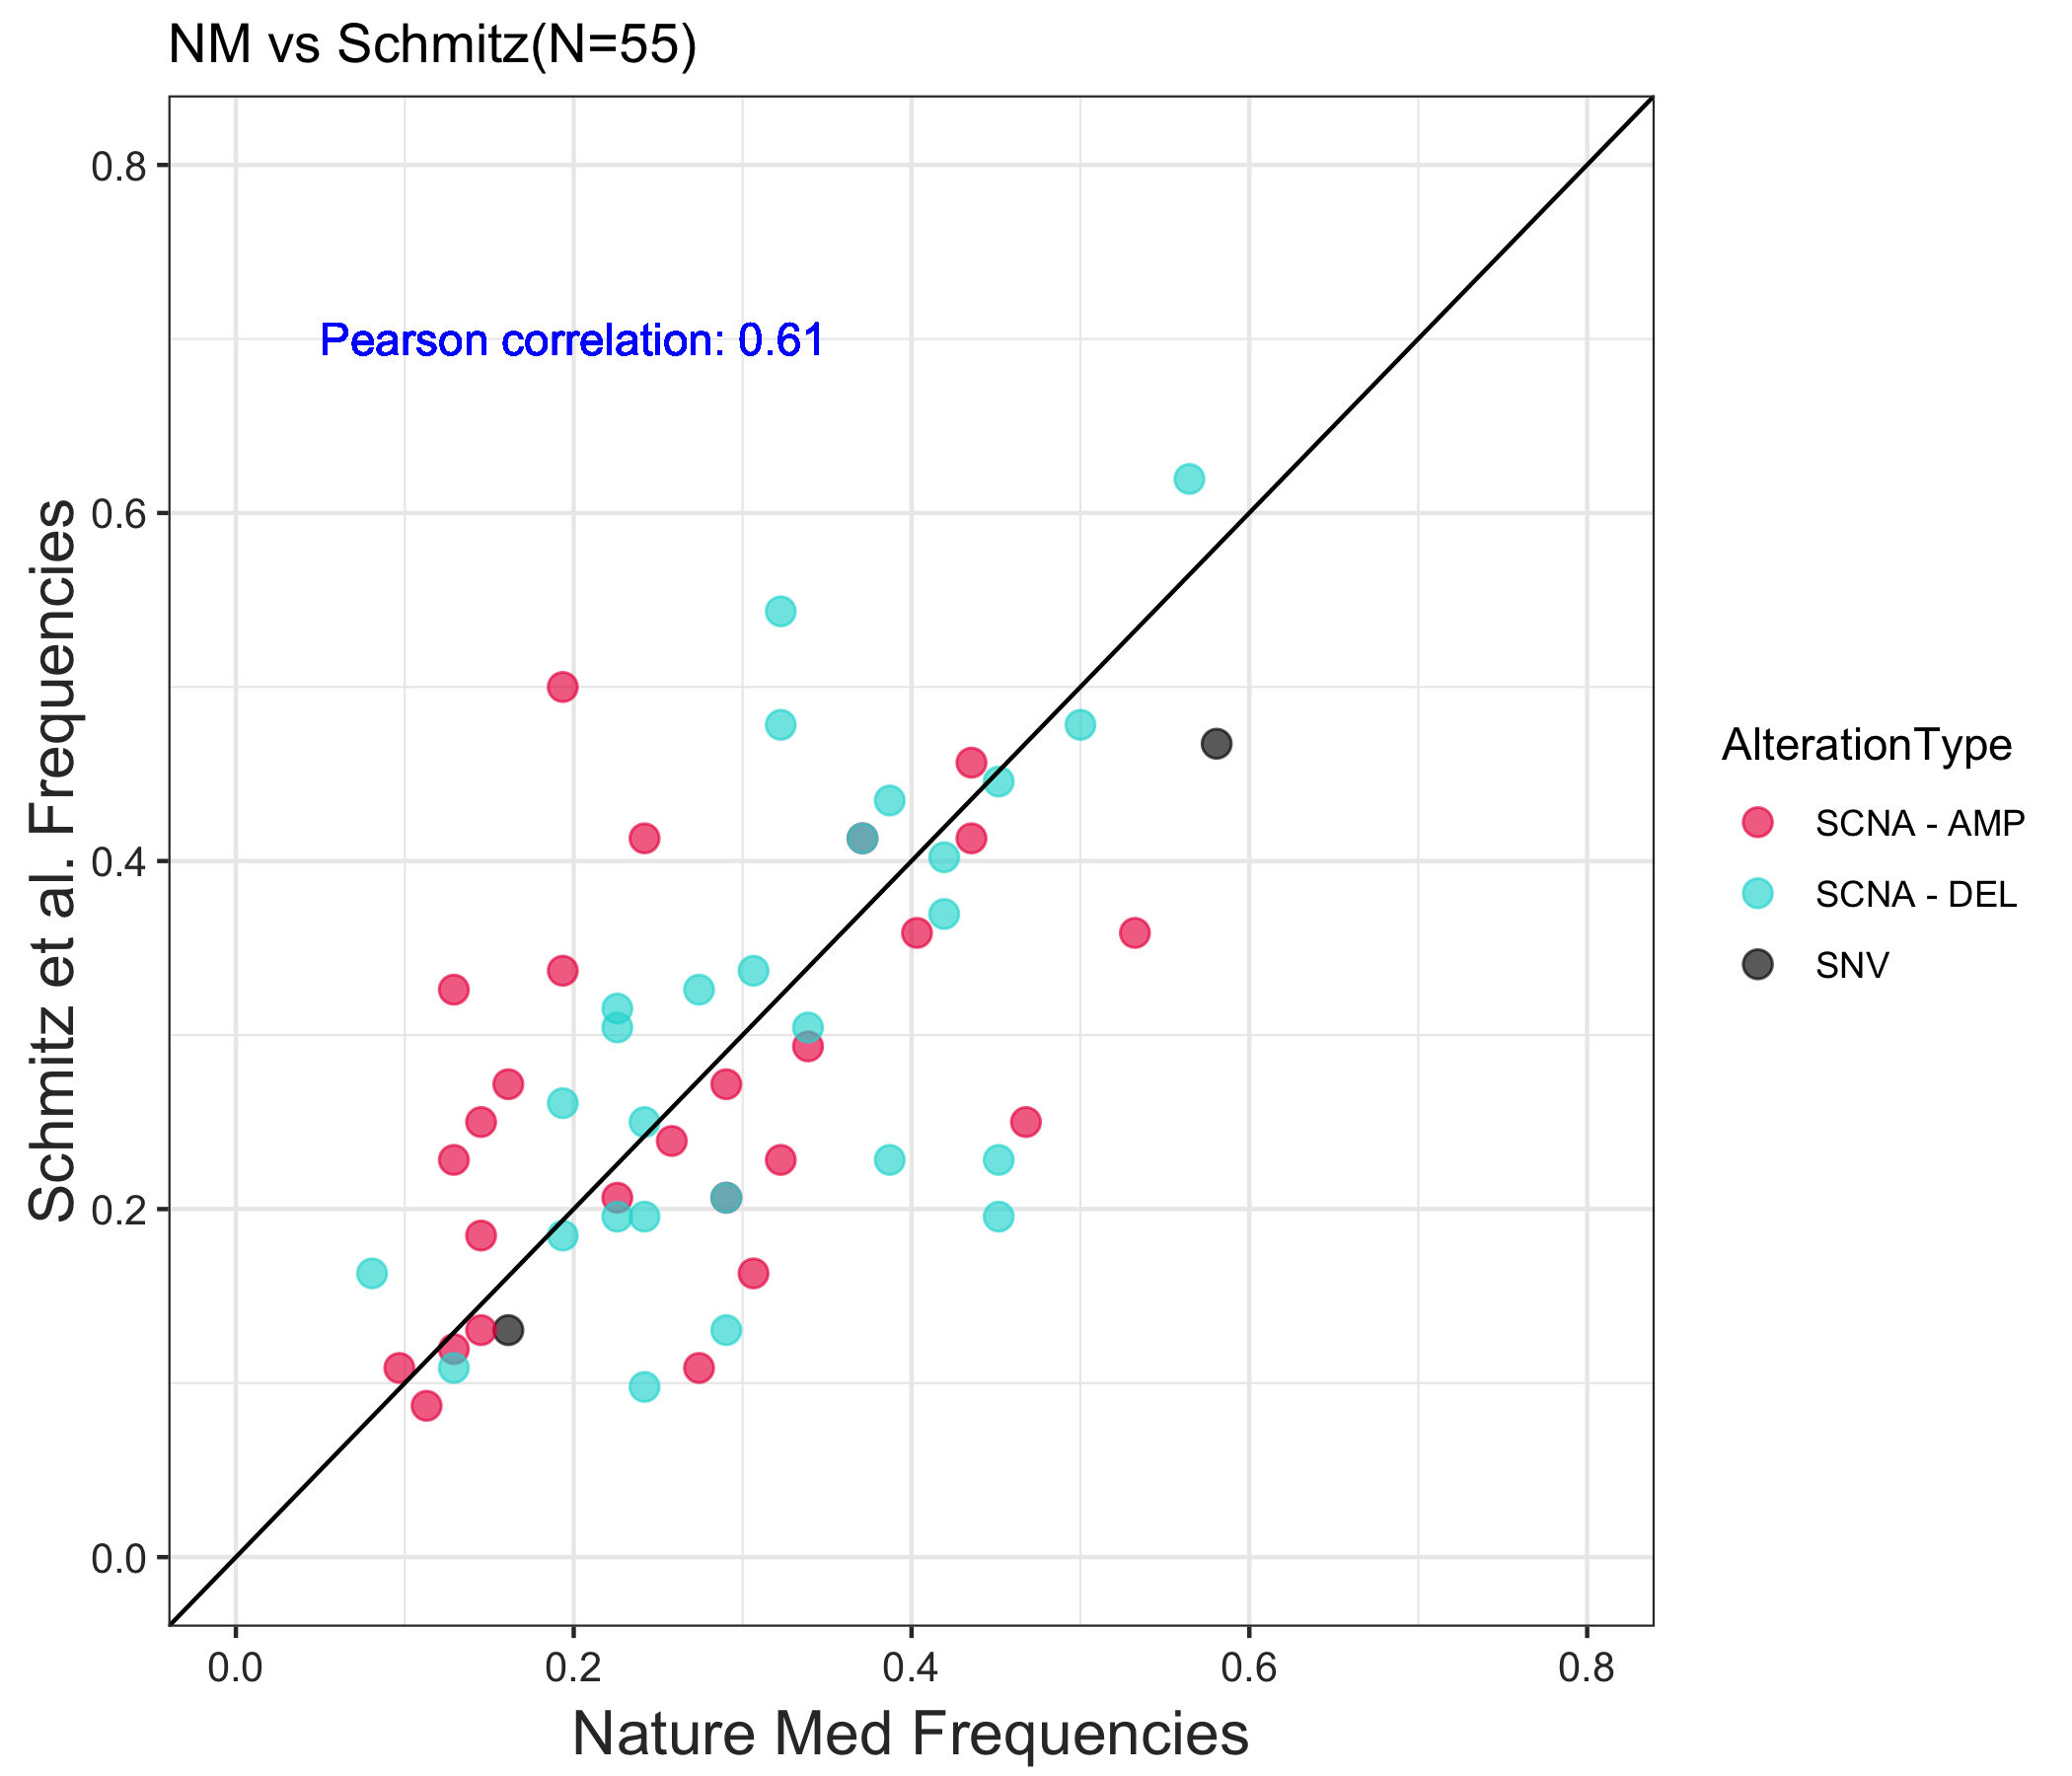 NM vs Schmitz(N=55)
Pearson correlation: 0.61
Schmitz et al. Frequencies
0.8
0.6
0.4
0.2
0.0
0.0 0.2 0.4 0.6 0.8
Nature Med Frequencies
AlterationType
SCNA - AMP
SCNA - DEL
SNV